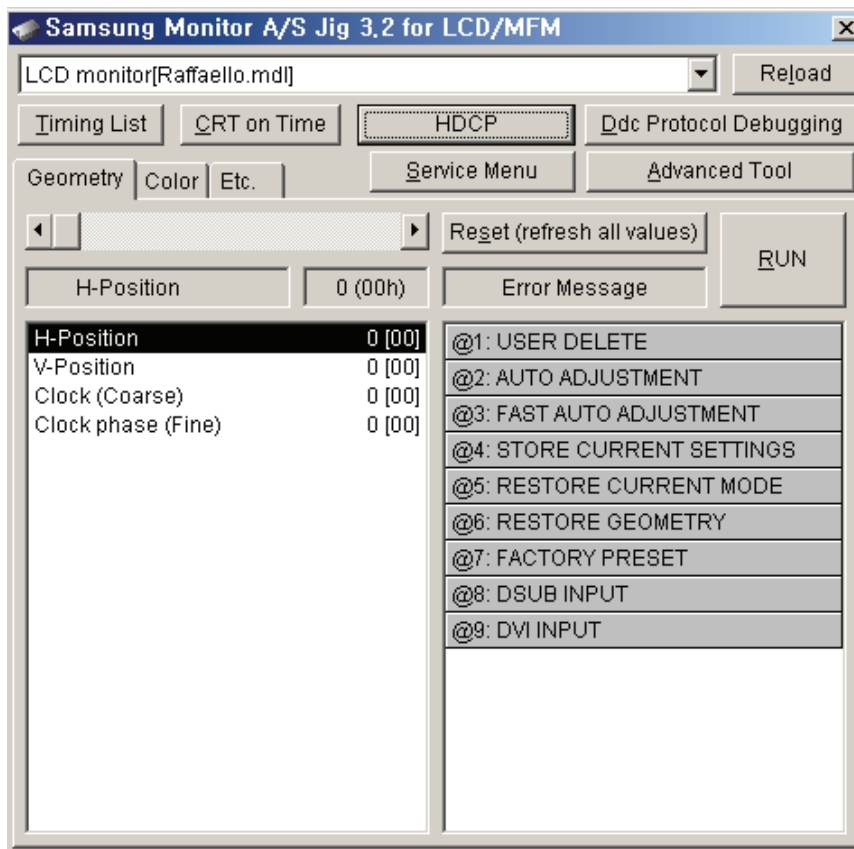 Samsung Monitor A/S Jig 3,2 for LCD/MFM
LCD monitor[Raffaello.mdl]
Reload
Timing List
CRT on Time
HDCP
Ddc Protocol Debugging
Geometry
Color
Etc.
Service Menu
Advanced Tool
Reset (refresh all values)
RUN
H-Position
0 (00h)
Error Message
H-Position 0 [00]
V-Position 0 [00]
Clock (Coarse) 0 [00]
Clock phase (Fine) 0 [00]
@1: USER DELETE
@2: AUTO ADJUSTMENT
@3: FAST AUTO ADJUSTMENT
@4: STORE CURRENT SETTINGS
@5: RESTORE CURRENT MODE
@6: RESTORE GEOMETRY
@7: FACTORY PRESET
@8: DSUB INPUT
@9: DVI INPUT